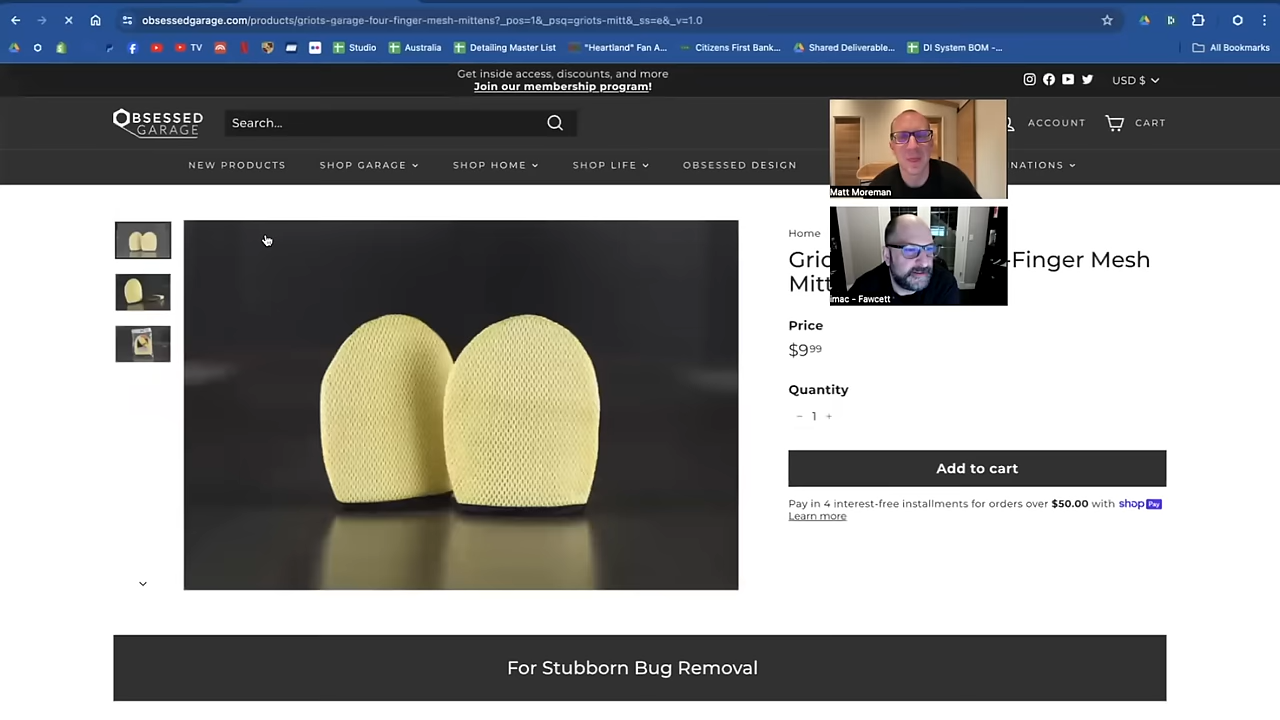 obsessedgarage.com/products/griots-garage-four-finger-mesh-mittens?_pos=1&_psq=griots-mitt&_ss=e&_v=1.0
TV
Studio
Australia
Detailing Master List
"Heartland" Fan A...
Citizens First Bank...
Shared Deliverable...
DI System BOM –...
All Bookmarks
Get inside access, discounts, and more
Join our membership program!
USD $
OBSESSED
GARAGE
Search...
ACCOUNT
CART
NEW PRODUCTS
SHOP GARAGE
SHOP HOME
SHOP LIFE
OBSESSED DESIGN
NATIONS
Matt Moreman
imac - Fawcett
Home
-Finger Mesh
Price
$9⁹⁹
Quantity
− 1 +
Add to cart
Pay in 4 interest-free installments for orders over $50.00 with shop Pay
Learn more
For Stubborn Bug Removal